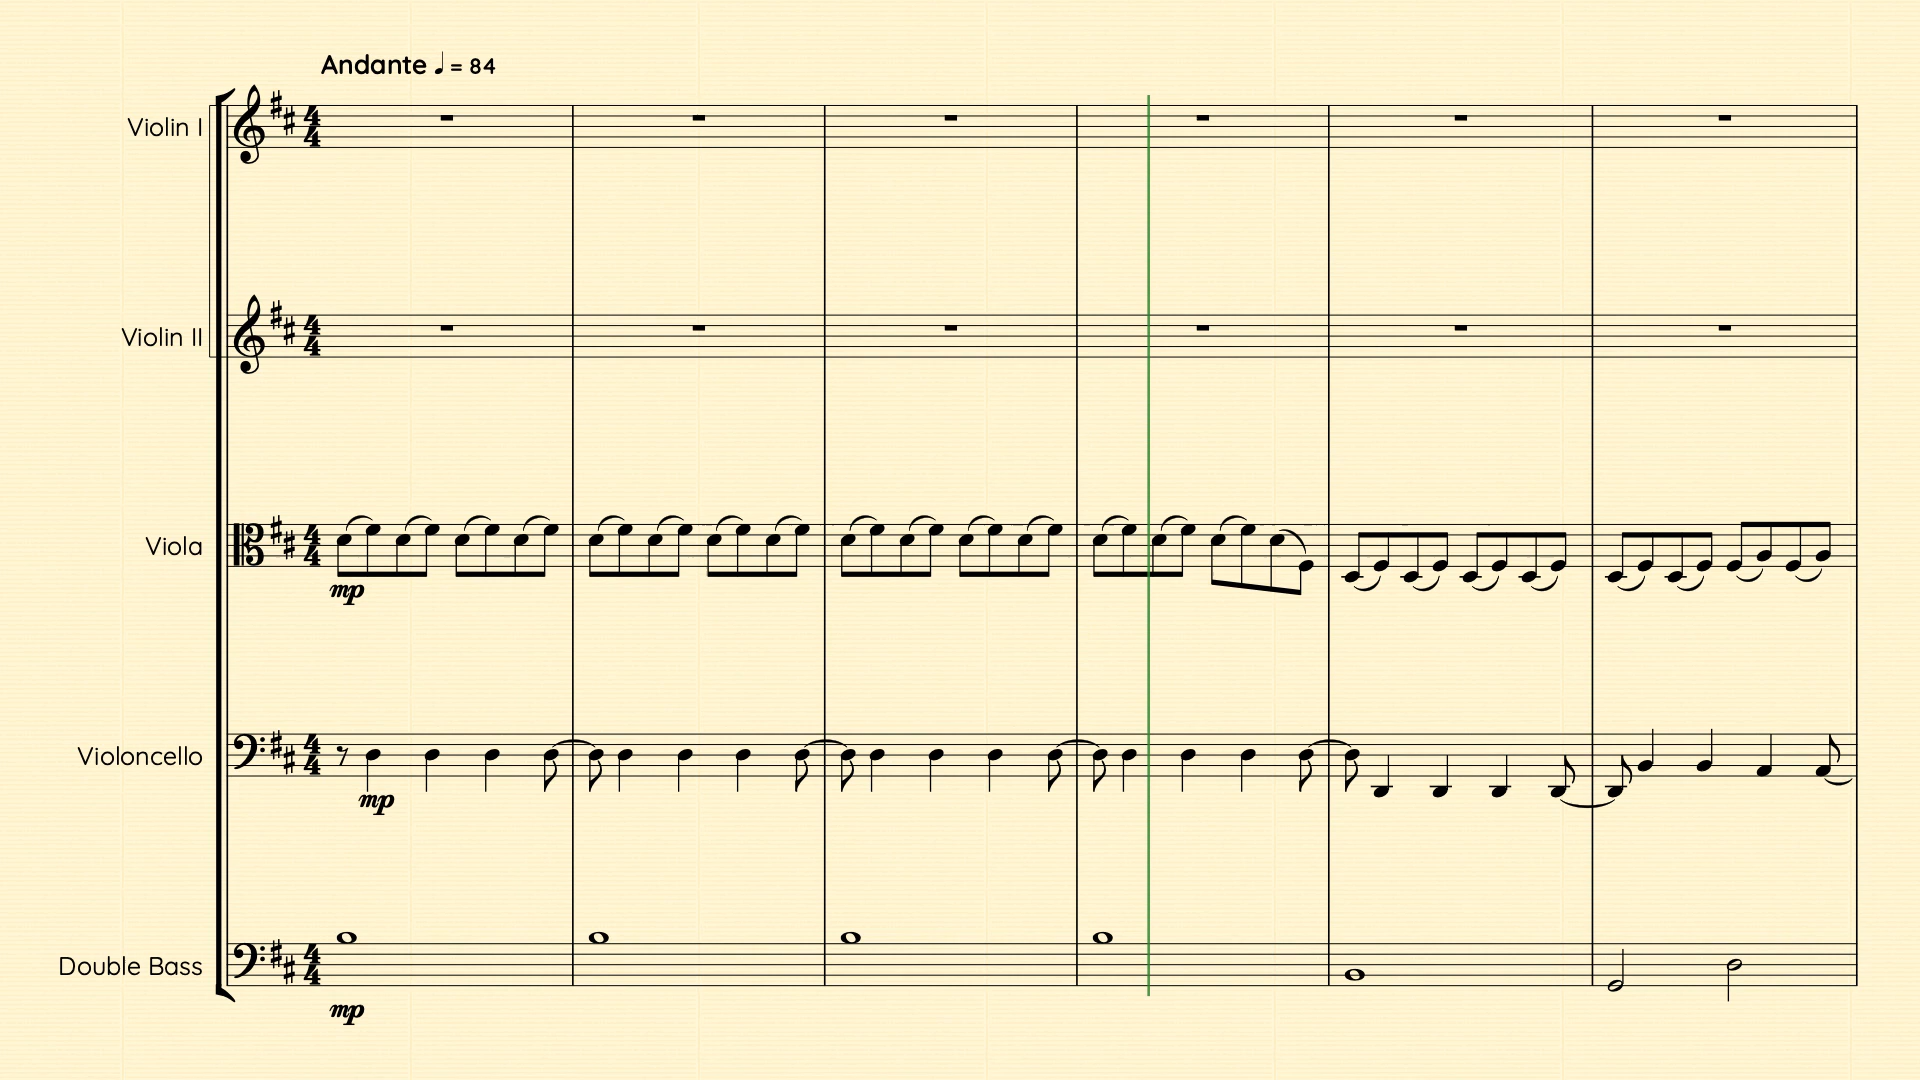 Andante ♩ = 84
Violin I
Violin II
Viola
mp
Violoncello
mp
Double Bass
mp